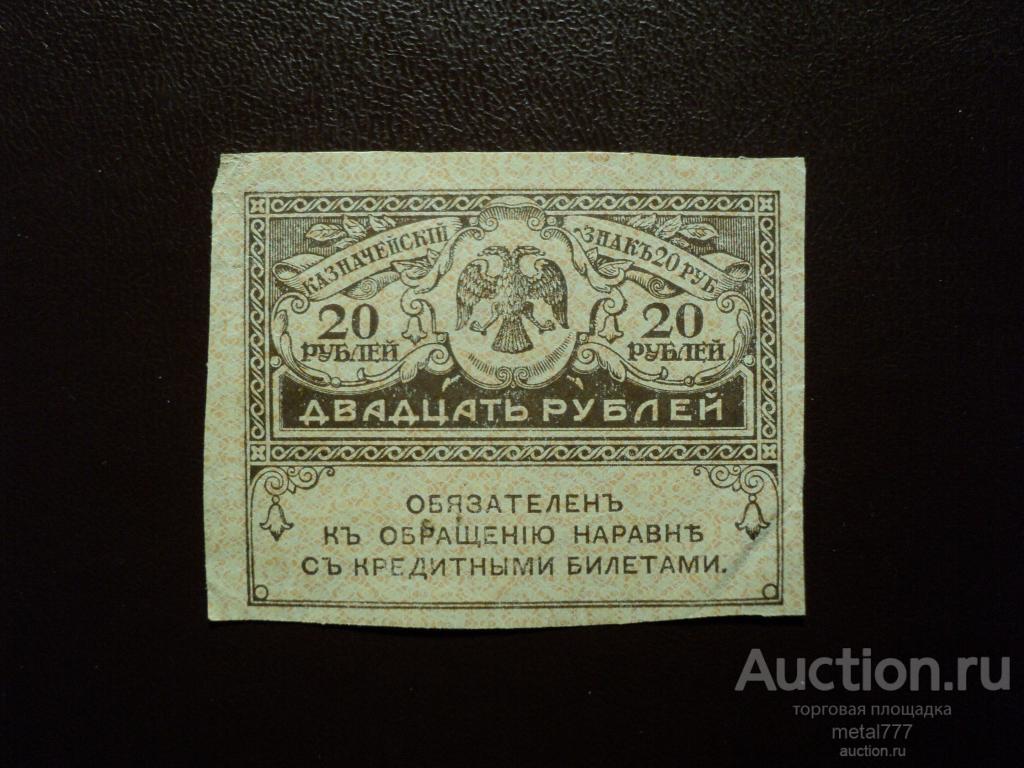 КАЗНАЧЕЙСКІЙ ЗНАКЪ 20 РУБ
20 РУБЛЕЙ
20 РУБЛЕЙ
ДВАДЦАТЬ РУБЛЕЙ
ОБЯЗАТЕЛЕНЪ
КЪ ОБРАЩЕНІЮ НАРАВНѢ
СЪ КРЕДИТНЫМИ БИЛЕТАМИ.
Auction.ru
торговая площадка
metal777
auction.ru